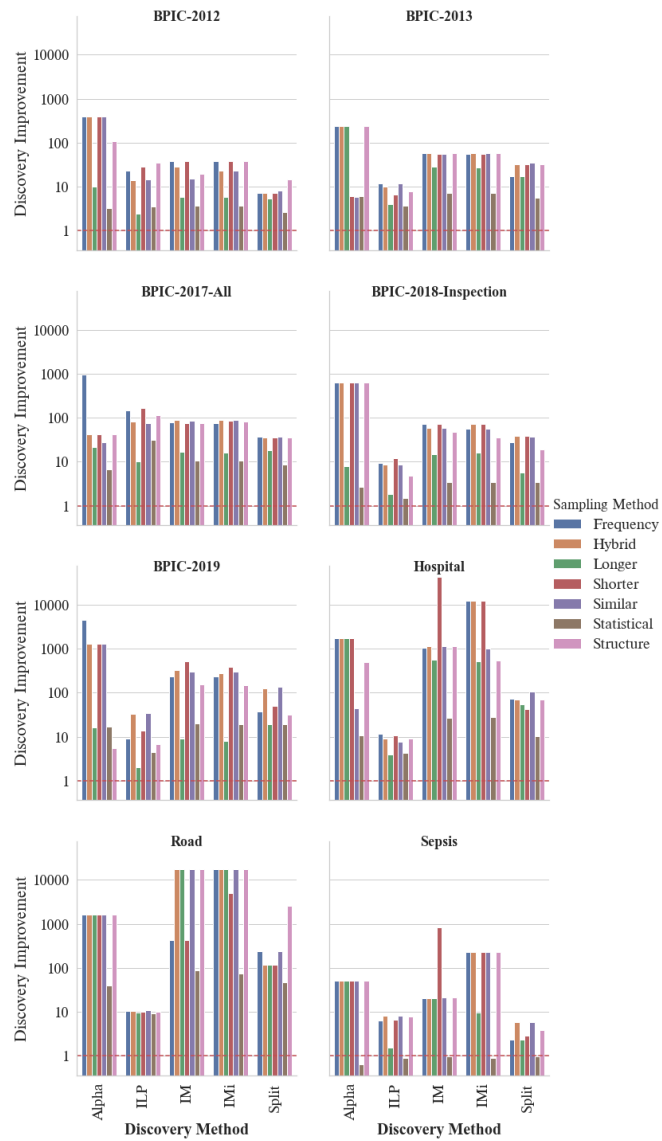 BPIC-2012
BPIC-2013
10000
1000
100
10
1
Discovery Improvement
BPIC-2017-All
BPIC-2018-Inspection
10000
1000
100
10
1
Discovery Improvement
Sampling Method
Frequency
Hybrid
Longer
Shorter
Similar
Statistical
Structure
BPIC-2019
Hospital
10000
1000
100
10
1
Discovery Improvement
Road
Sepsis
10000
1000
100
10
1
Discovery Improvement
Alpha
ILP
IM
IMi
Split
Alpha
ILP
IM
IMi
Split
Discovery Method
Discovery Method